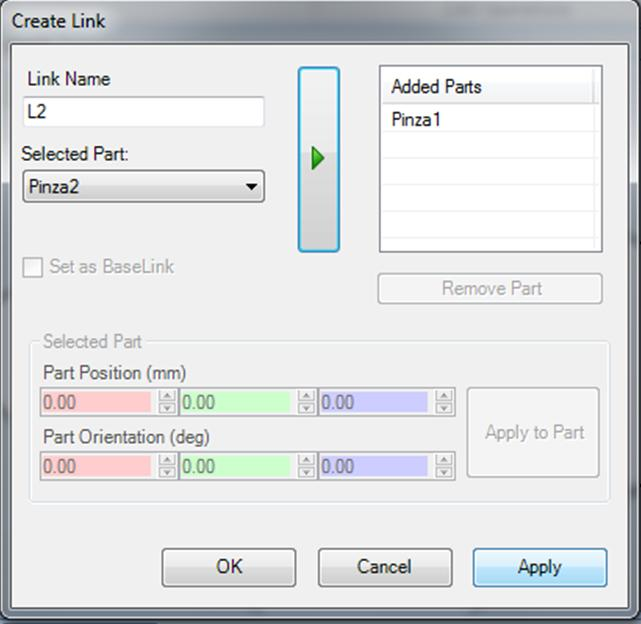 Create Link
Link Name
L2
Selected Part:
Pinza2
Set as BaseLink
Added Parts
Pinza1
Remove Part
Selected Part
Part Position (mm)
0.00 0.00 0.00
Part Orientation (deg)
0.00 0.00 0.00
Apply to Part
OK Cancel Apply